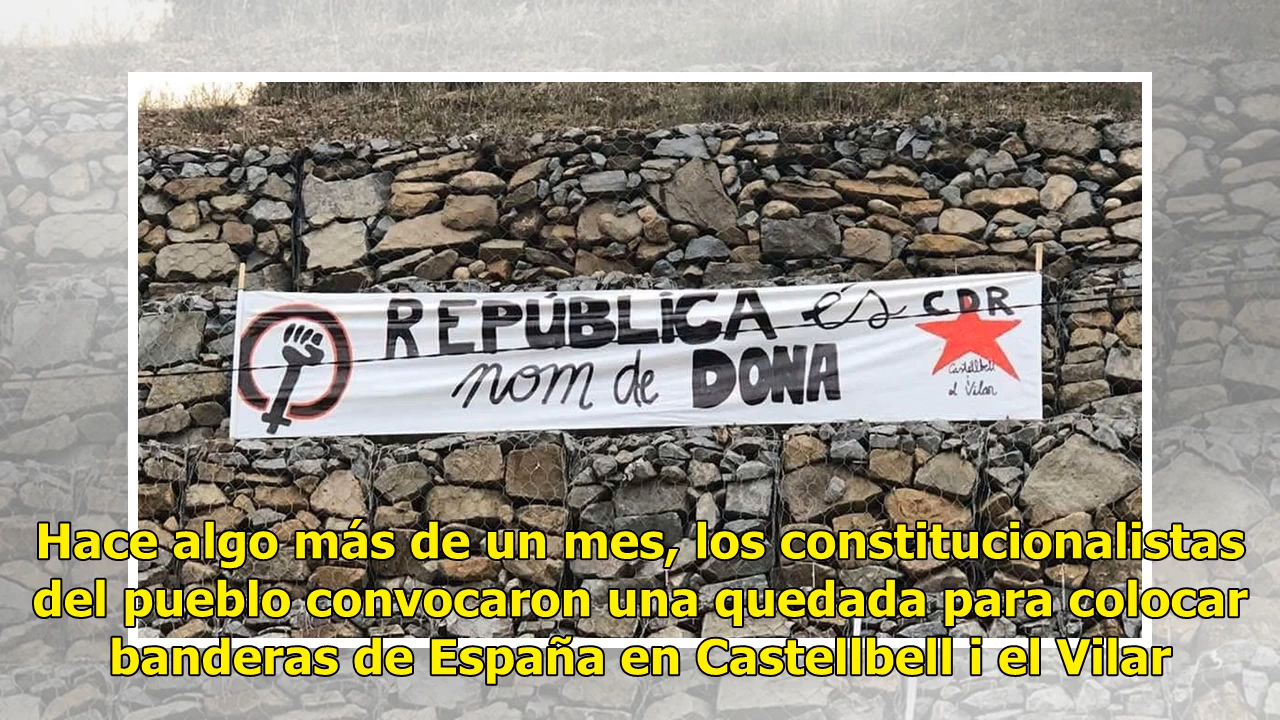 REPÚBLICA és
nom de DONA
CDR
Castellbell
i
el Vilar
Hace algo más de un mes, los constitucionalistas
del pueblo convocaron una quedada para colocar
banderas de España en Castellbell i el Vilar